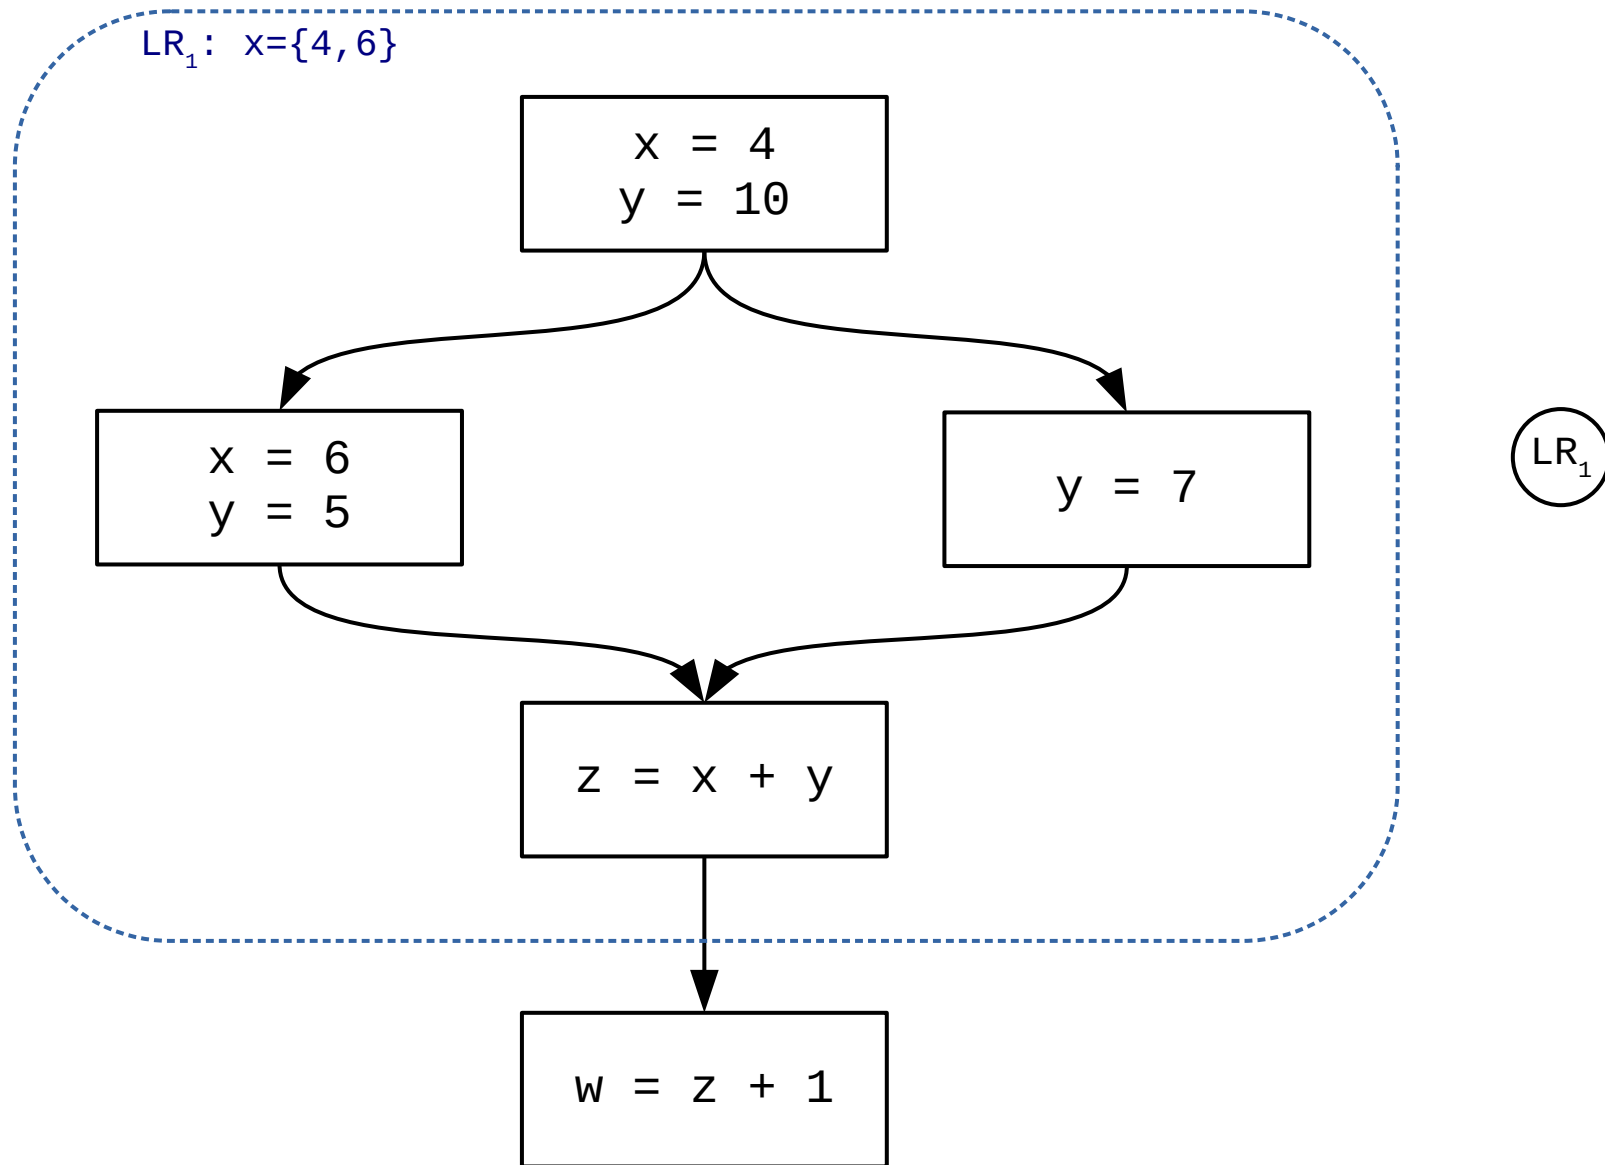 LR₁: x={4,6}
x = 4
y = 10
x = 6
y = 5
y = 7
LR₁
z = x + y
w = z + 1